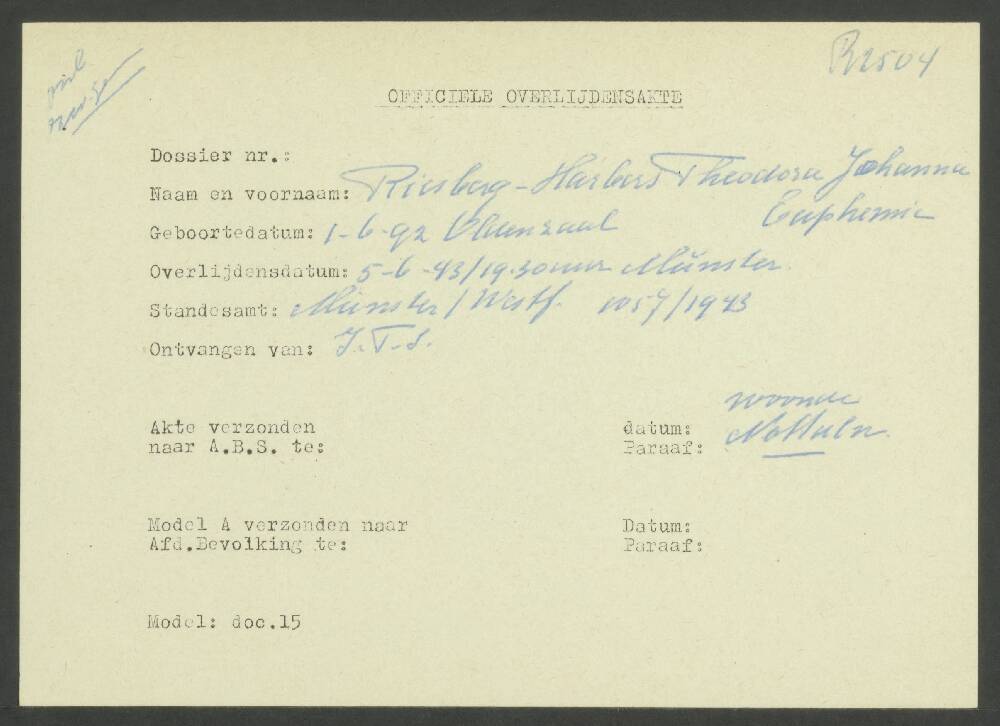 R2504
OFFICIELE OVERLIJDENSAKTE
Dossier nr.:
Naam en voornaam: Riesberg-Harbers Theodora Johanna
Euphemie
Geboortedatum: 1-6-92 Oldenzaal
Overlijdensdatum: 5-6-43/19.30 uur Münster.
Standesamt: Münster/Westf. 1057/1943
Ontvangen van: I.T.S.
woonde
Nottuln.
Akte verzonden
naar A.B.S. te:
datum:
Paraaf:
Model A verzonden naar
Afd.Bevolking te:
Datum:
Paraaf:
Model: doc.15